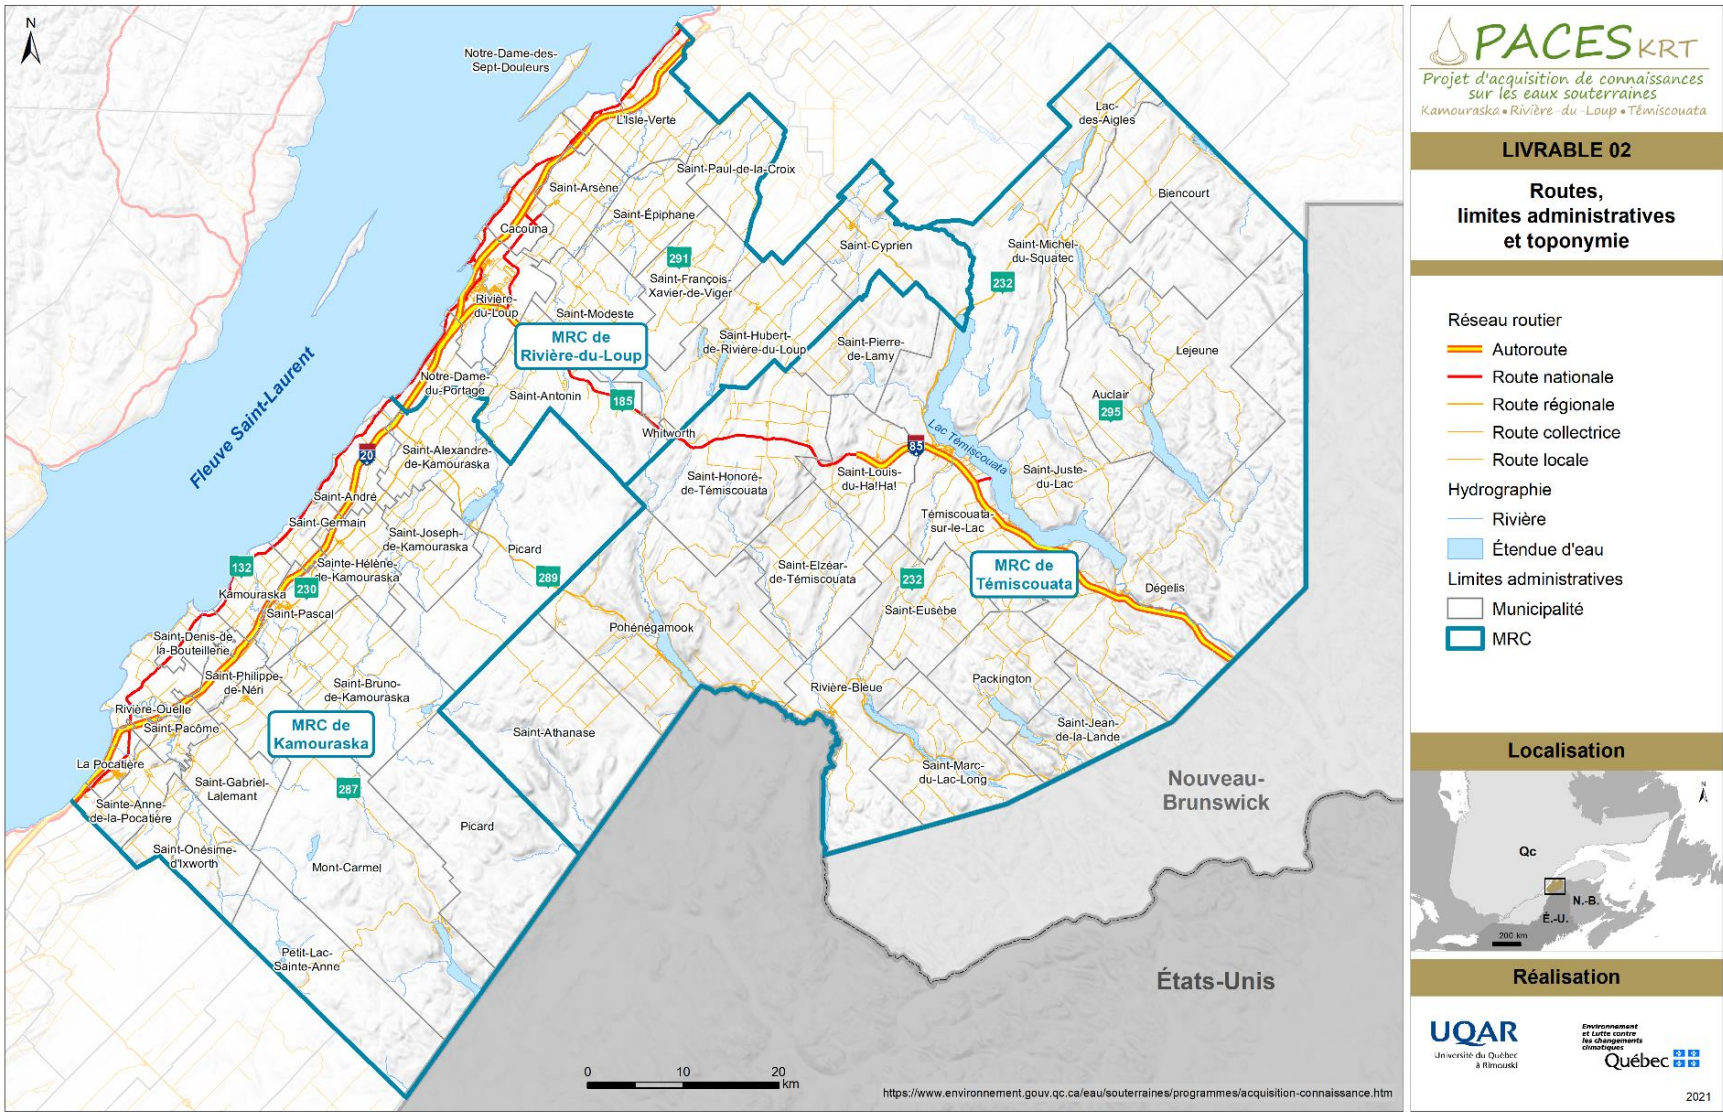 N
Notre-Dame-des-
Sept-Douleurs
L'Isle-Verte
Lac-
des-Aigles
Saint-Paul-de-la-Croix
Saint-Arsène
Biencourt
Saint-Épiphane
Cacouna
Saint-Cyprien
Saint-Michel-
du-Squatec
291
232
Saint-François-
Xavier-de-Viger
Rivière-
du-Loup
Saint-Modeste
MRC de
Rivière-du-Loup
Saint-Hubert-
de-Rivière-du-Loup
Saint-Pierre-
de-Lamy
Lejeune
Fleuve Saint-Laurent
Notre-Dame-
du-Portage
Saint-Antonin
185
Auclair
295
Whitworth
Lac Témiscouata
20
85
Saint-Alexandre-
de-Kamouraska
Saint-Honoré-
de-Témiscouata
Saint-Louis-
du-Ha!Ha!
Saint-Juste-
du-Lac
Saint-André
Saint-Germain
Témiscouata-
sur-le-Lac
Saint-Joseph-
de-Kamouraska
Picard
132
Sainte-Hélène-
de-Kamouraska
289
Saint-Elzéar-
de-Témiscouata
232
MRC de
Témiscouata
Dégelis
230
Kamouraska
Saint-Pascal
Saint-Eusèbe
Pohénégamook
Saint-Denis-de-
la-Bouteillerie
Saint-Philippe-
de-Néri
Saint-Bruno-
de-Kamouraska
Rivière-Bleue
Packington
Rivière-Ouelle
Saint-Pacôme
MRC de
Kamouraska
Saint-Athanase
Saint-Jean-
de-la-Lande
La Pocatière
Saint-Gabriel-
Lalemant
287
Saint-Marc-
du-Lac-Long
Nouveau-
Brunswick
Sainte-Anne-
de-la-Pocatière
Picard
Saint-Onésime-
d'Ixworth
Mont-Carmel
Petit-Lac-
Sainte-Anne
États-Unis
0 10 20
km
https://www.environnement.gouv.qc.ca/eau/souterraines/programmes/acquisition-connaissance.htm
PACES KRT
Projet d'acquisition de connaissances
sur les eaux souterraines
Kamouraska • Rivière-du-Loup • Témiscouata
LIVRABLE 02
Routes,
limites administratives
et toponymie
Réseau routier
Autoroute
Route nationale
Route régionale
Route collectrice
Route locale
Hydrographie
Rivière
Étendue d'eau
Limites administratives
Municipalité
MRC
Localisation
N
Qc
N.-B.
É.-U.
200 km
Réalisation
UQAR
Université du Québec
à Rimouski
Environnement
et Lutte contre
les changements
climatiques
Québec
2021